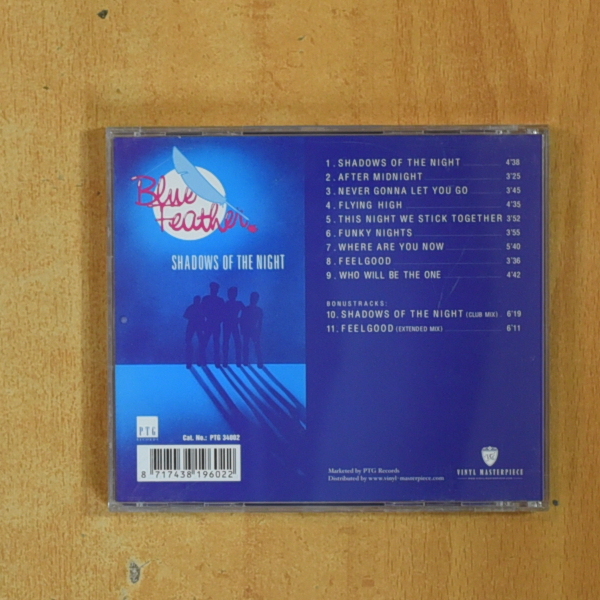 Blue
Feather
SHADOWS OF THE NIGHT
1. SHADOWS OF THE NIGHT 4'38
2. AFTER MIDNIGHT 3'25
3. NEVER GONNA LET YOU GO 3'45
4. FLYING HIGH 4'35
5. THIS NIGHT WE STICK TOGETHER 3'52
6. FUNKY NIGHTS 3'55
7. WHERE ARE YOU NOW 5'40
8. FEELGOOD 3'36
9. WHO WILL BE THE ONE 4'42
BONUSTRACKS:
10. SHADOWS OF THE NIGHT (CLUB MIX) 6'19
11. FEELGOOD (EXTENDED MIX) 6'11
PTG
RECORDS
Cat. No.: PTG 34002
8 717438 196022
Marketed by PTG Records
Distributed by www.vinyl-masterpiece.com
VINYL MASTERPIECE